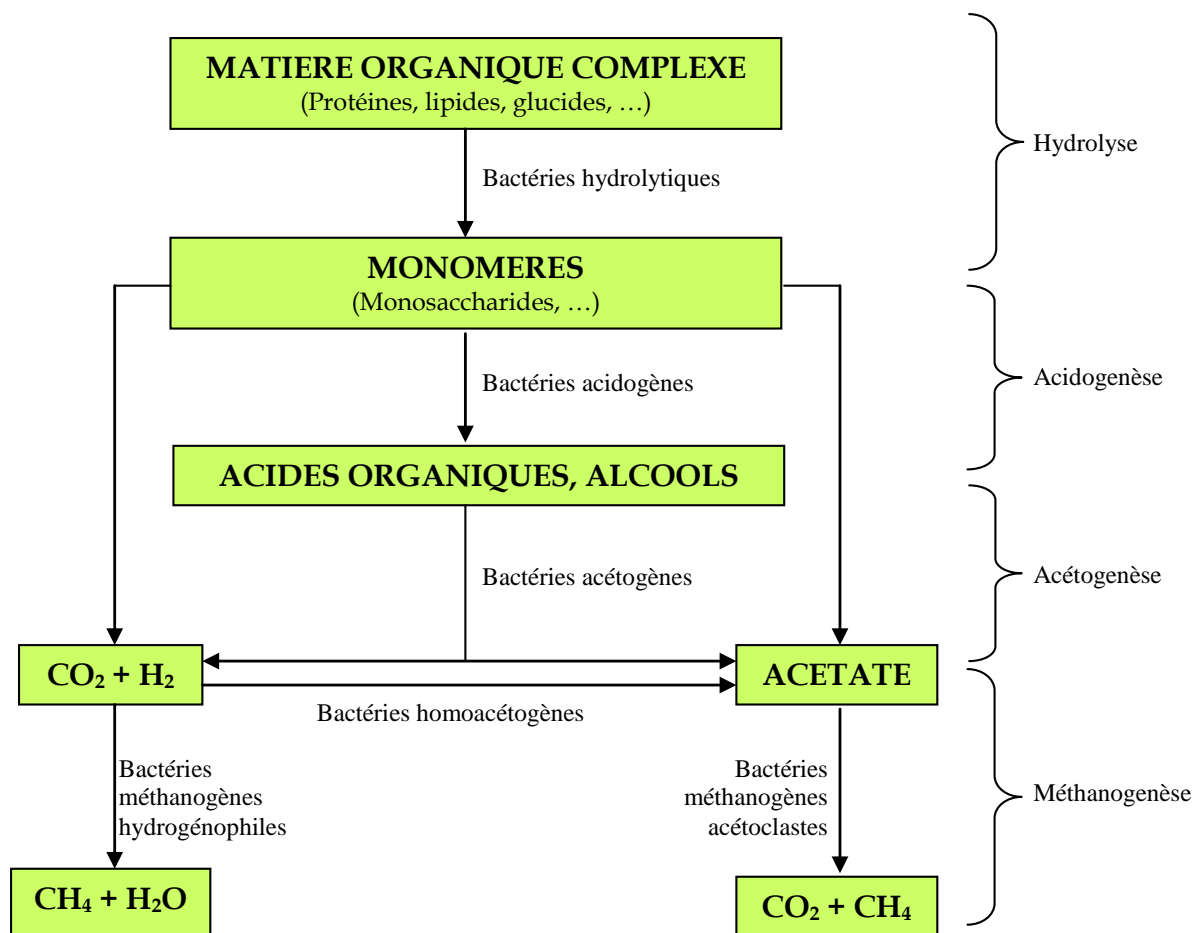 MATIERE ORGANIQUE COMPLEXE
(Protéines, lipides, glucides, …)
Hydrolyse
Bactéries hydrolytiques
MONOMERES
(Monosaccharides, …)
Acidogenèse
Bactéries acidogènes
ACIDES ORGANIQUES, ALCOOLS
Acétogenèse
Bactéries acétogènes
CO₂ + H₂
ACETATE
Bactéries homoacétogènes
Bactéries
méthanogènes
hydrogénophiles
Bactéries
méthanogènes
acétoclastes
Méthanogenèse
CH₄ + H₂O
CO₂ + CH₄